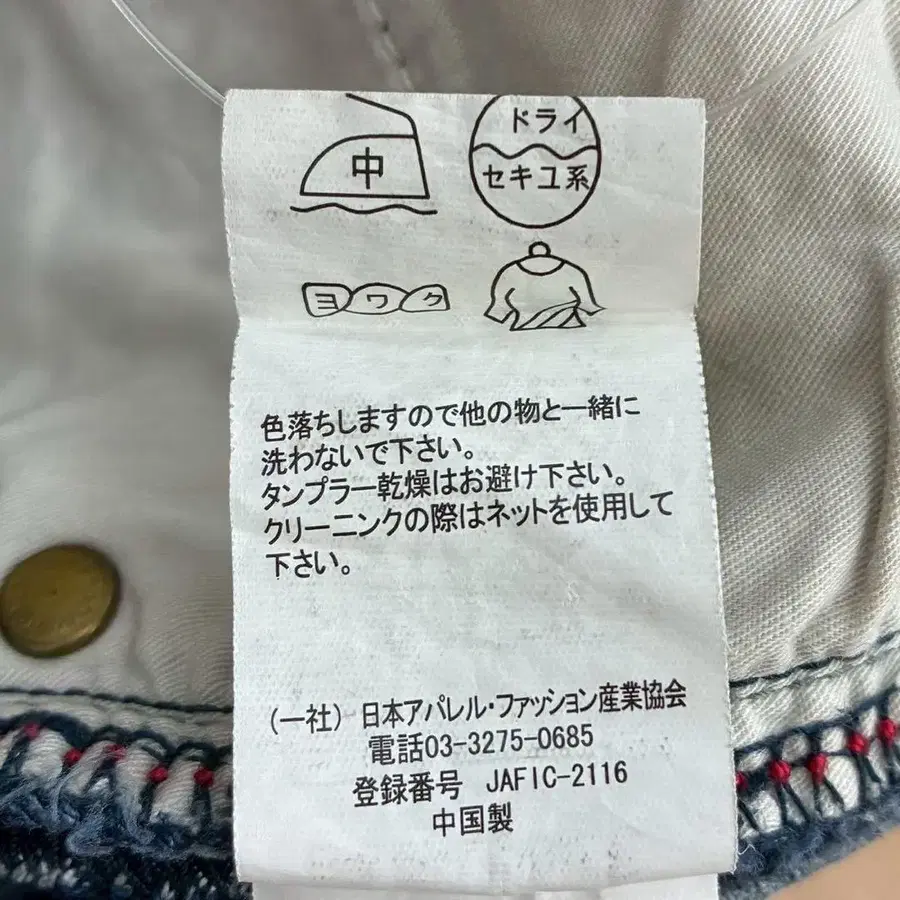 中
ドライ
セキユ系
ヨワク
色落ちしますので他の物と一緒に
洗わないで下さい。
タンブラー乾燥はお避け下さい。
クリーニングの際はネットを使用して
下さい。
(一社) 日本アパレル・ファッション産業協会
電話03-3275-0685
登録番号 JAFIC-2116
中国製